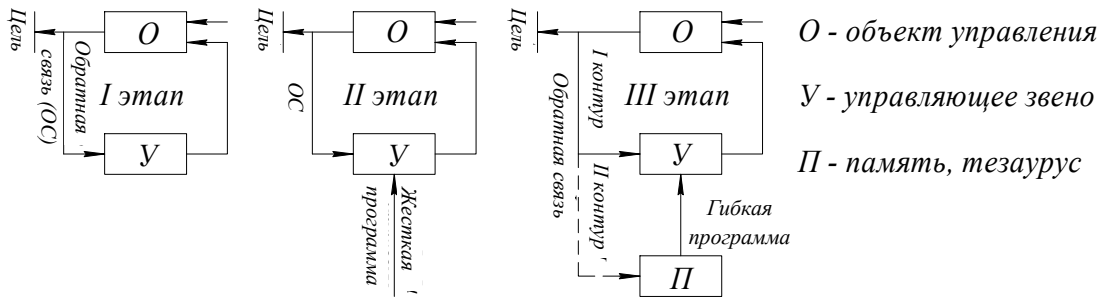 Цель
О
Обратная
связь (ОС)
I этап
У
Цель
О
ОС
II этап
У
Жесткая
программа
Цель
О
I контур
Обратная связь
III этап
У
II контур
Гибкая
программа
П
О - объект управления
У - управляющее звено
П - память, тезаурус